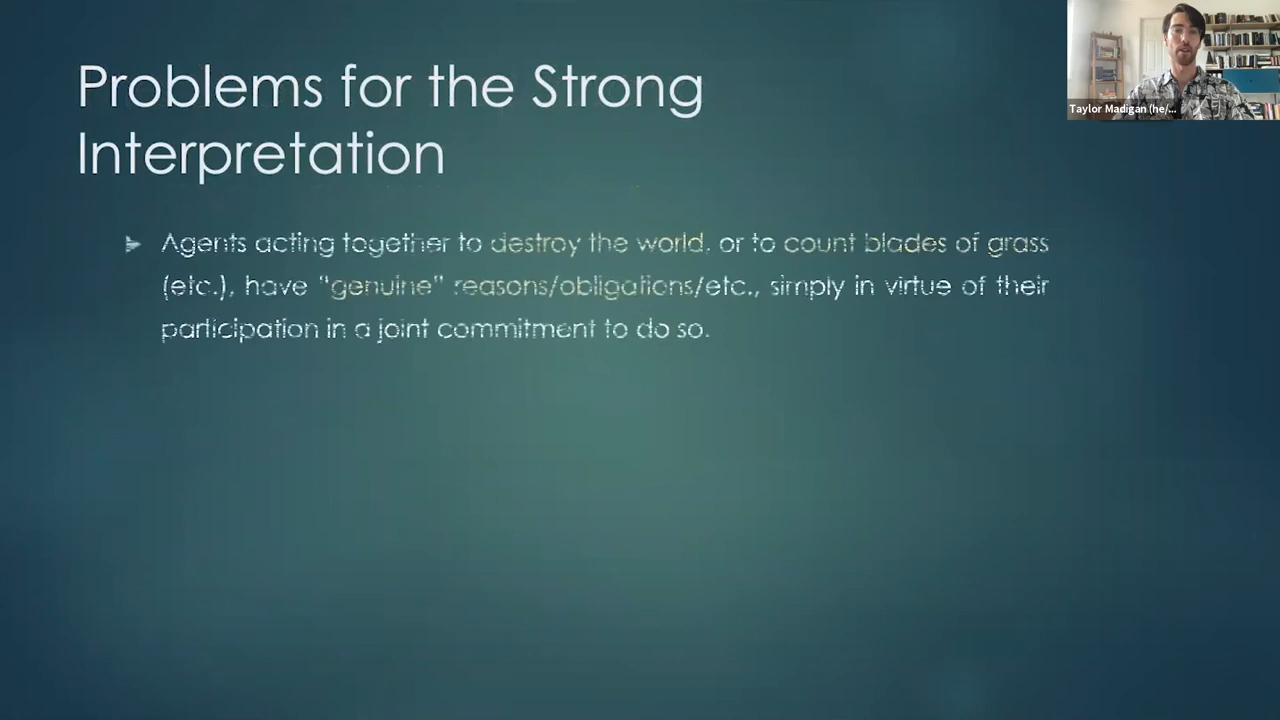 Problems for the Strong
Interpretation
Agents acting together to destroy the world, or to count blades of grass
(etc.), have "genuine" reasons/obligations/etc., simply in virtue of their
participation in a joint commitment to do so.
Taylor Madigan (he/...